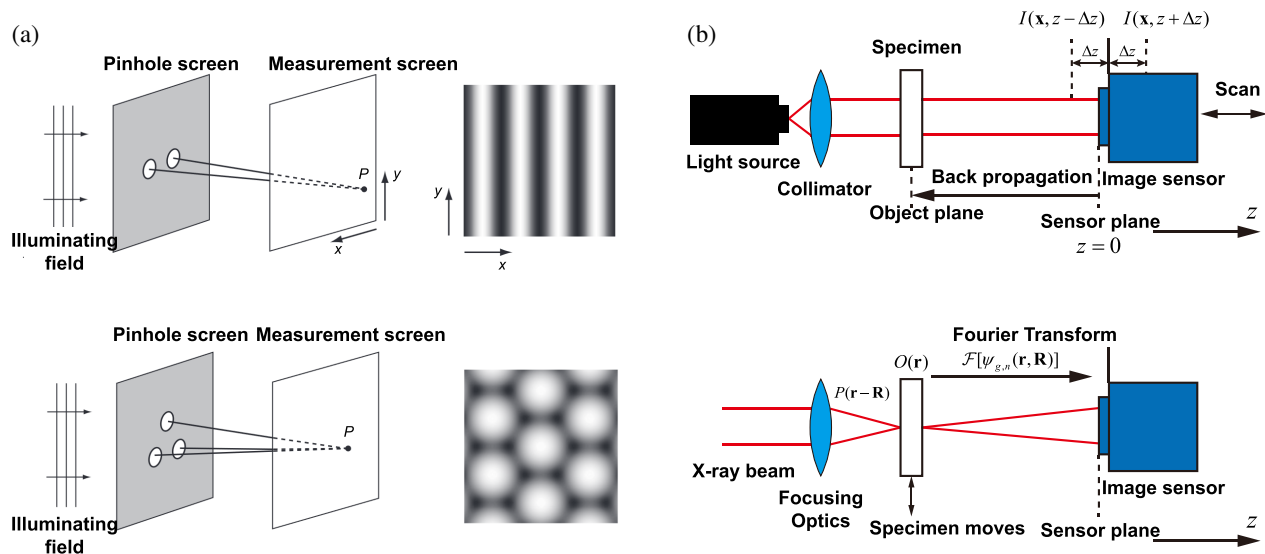 (a)
Pinhole screen
Measurement screen
P
y
x
Illuminating
field
y
x
Pinhole screen
Measurement screen
P
Illuminating
field
(b)
I(x, z − Δz)
I(x, z + Δz)
Δz
Δz
Specimen
Scan
Light source
Collimator
Back propagation
Object plane
Image sensor
Sensor plane
z = 0
z
Fourier Transform
O(r)
ℱ[ψg,n(r, R)]
P(r − R)
X-ray beam
Focusing
Optics
Specimen moves
Image sensor
Sensor plane
z